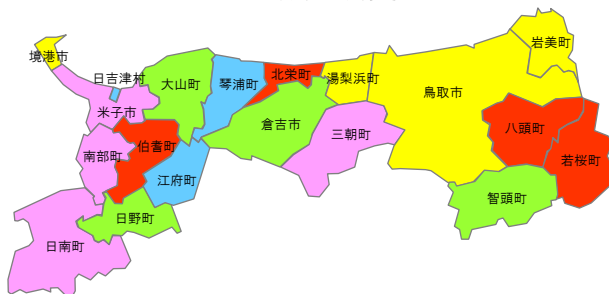 岩美町
境港市
日吉津村
大山町
琴浦町
北栄町
湯梨浜町
鳥取市
米子市
倉吉市
三朝町
八頭町
伯耆町
南部町
若桜町
江府町
智頭町
日野町
日南町